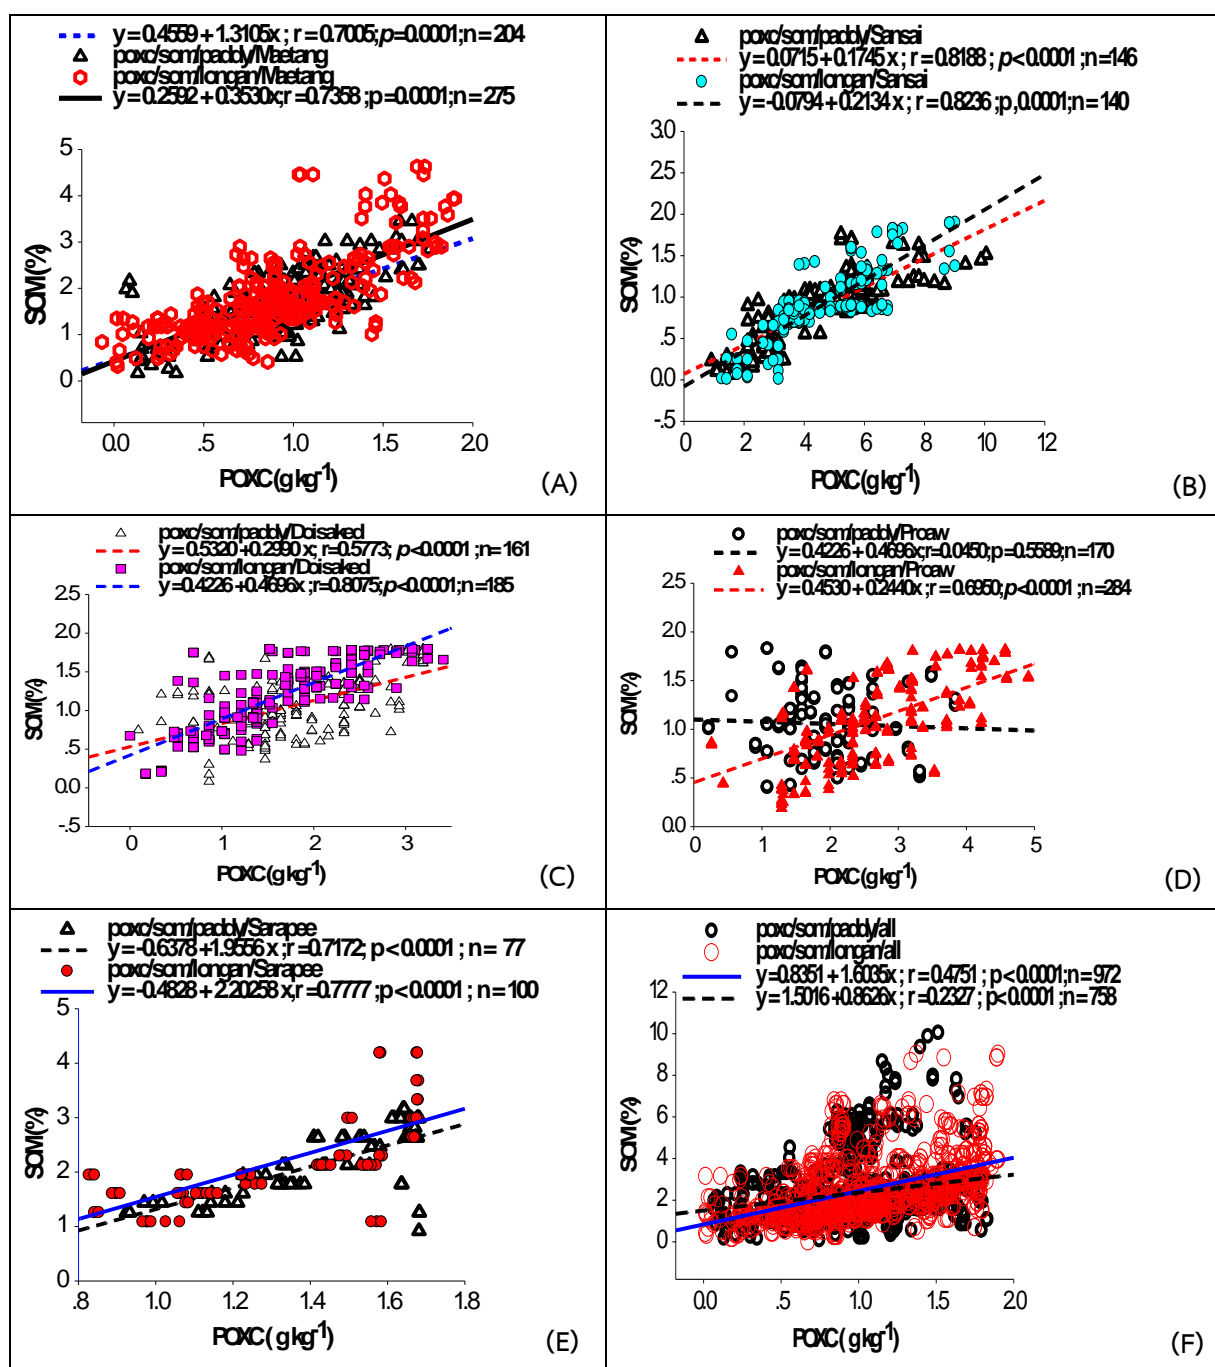 y = 0.4559 + 1.3105x ; r = 0.7005; p=0.0001; n = 204
poxc/som/paddy/Maetang
poxc/som/longan/Maetang
y = 0.2592 + 0.3530x; r = 0.7358 ; p=0.0001; n = 275
5
4
3
2
1
0
SOM(%)
0.0 .5 1.0 1.5 2.0
POXC(g kg-1)
(A)
poxc/som/paddy/Sansai
y = 0.0715 + 0.1745 x ; r = 0.8188 ; p<0.0001 ; n=146
poxc/som/longan/Sansai
y = -0.0794 + 0.2134 x ; r = 0.8236 ; p,0.0001; n= 140
3.0
2.5
2.0
1.5
1.0
.5
0.0
-.5
SOM(%)
0 2 4 6 8 10 12
POXC(g kg-1)
(B)
poxc/som/paddy/Doisaked
y = 0.5320 + 0.2990 x; r = 0.5773; p<0.0001 ; n= 161
poxc/som/longan/Doisaked
y = 0.4226 + 0.4696x ; r= 0.8075; p<0.0001; n=185
2.5
2.0
1.5
1.0
.5
0.0
-.5
SOM(%)
0 1 2 3
POXC(g kg-1)
(C)
poxc/som/paddy/Proaw
y = 0.4226 + 0.4696x; r=0.0450; p=0.5589; n=170
poxc/som/longan/Proaw
y = 0.4530 + 0.2440x ; r = 0.6950; p<0.0001 ; n=284
2.5
2.0
1.5
1.0
.5
0.0
SOM(%)
0 1 2 3 4 5
POXC(g kg-1)
(D)
poxc/som/paddy/Sarapee
y= -0.6378 + 1.9556 x ; r = 0.7172; p < 0.0001 ; n = 77
poxc/som/longan/Sarapee
y= -0.4828 + 2.20258 x; r = 0.7777 ; p < 0.0001 ; n = 100
5
4
3
2
1
0
SOM(%)
.8 1.0 1.2 1.4 1.6 1.8
POXC( g kg-1)
(E)
poxc/som/paddy/all
poxc/som/longan/all
y=0.8351 + 1.6035x ; r = 0.4751 ; p<0.0001; n= 972
y = 1.5016 + 0.8626x ; r = 0.2327 ; p<0.0001 ; n = 758
12
10
8
6
4
2
0
SOM(%)
0.0 .5 1.0 1.5 2.0
POXC( g kg-1)
(F)